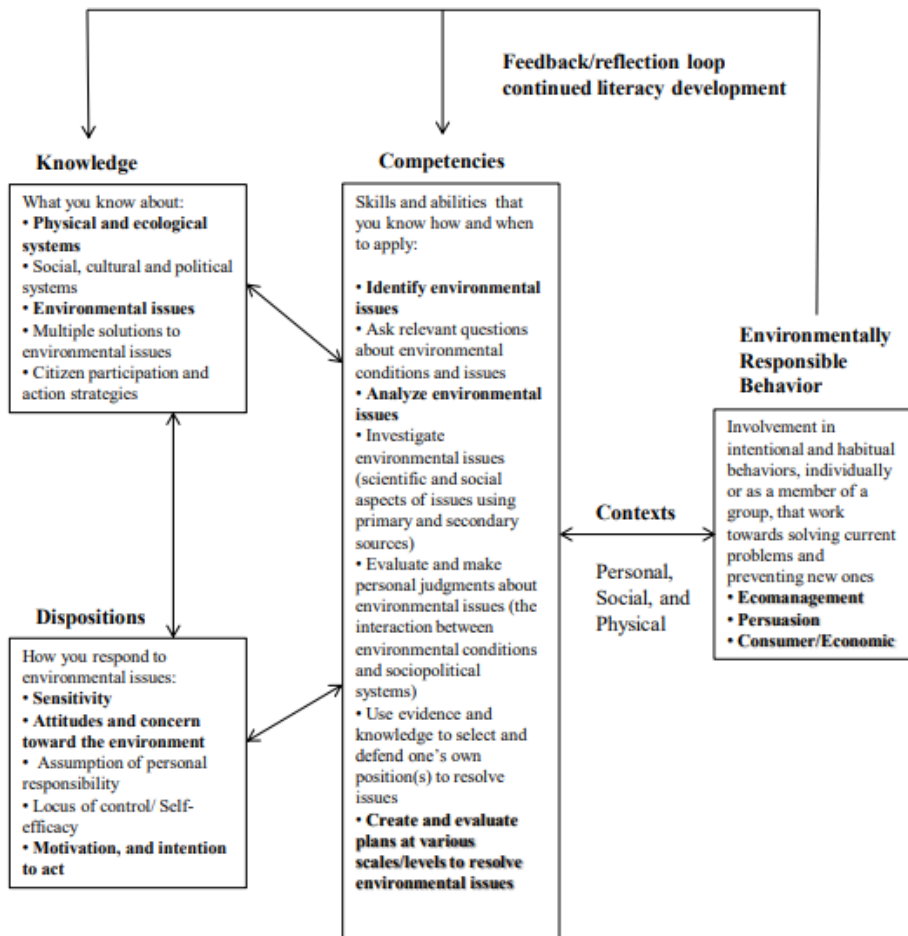 Feedback/reflection loop
continued literacy development
Knowledge
What you know about:
• Physical and ecological
systems
• Social, cultural and political
systems
• Environmental issues
• Multiple solutions to
environmental issues
• Citizen participation and
action strategies
Dispositions
How you respond to
environmental issues:
• Sensitivity
• Attitudes and concern
toward the environment
• Assumption of personal
responsibility
• Locus of control/ Self-
efficacy
• Motivation, and intention
to act
Competencies
Skills and abilities that
you know how and when
to apply:
• Identify environmental
issues
• Ask relevant questions
about environmental
conditions and issues
• Analyze environmental
issues
• Investigate
environmental issues
(scientific and social
aspects of issues using
primary and secondary
sources)
• Evaluate and make
personal judgments about
environmental issues (the
interaction between
environmental conditions
and sociopolitical
systems)
• Use evidence and
knowledge to select and
defend one’s own
position(s) to resolve
issues
• Create and evaluate
plans at various
scales/levels to resolve
environmental issues
Contexts
Personal,
Social, and
Physical
Environmentally
Responsible
Behavior
Involvement in
intentional and habitual
behaviors, individually
or as a member of a
group, that work
towards solving current
problems and
preventing new ones
• Ecomanagement
• Persuasion
• Consumer/Economic